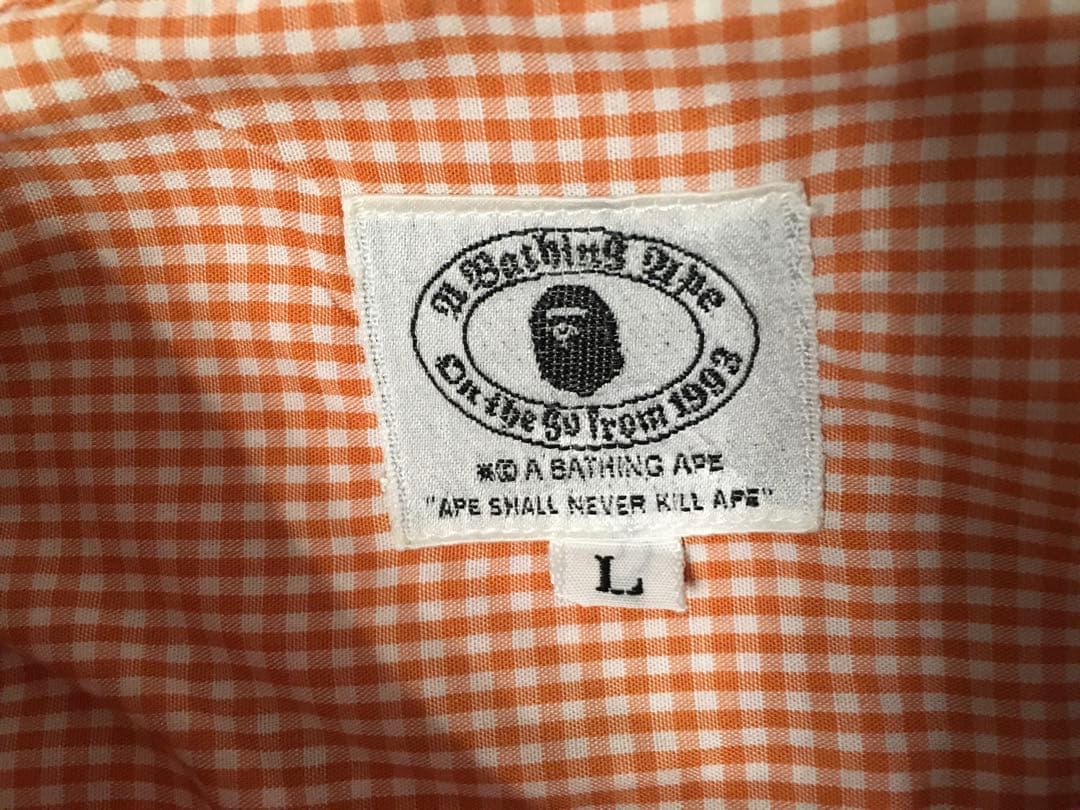 A Bathing Ape
On the go from 1993
*© A BATHING APE
"APE SHALL NEVER KILL APE"
L